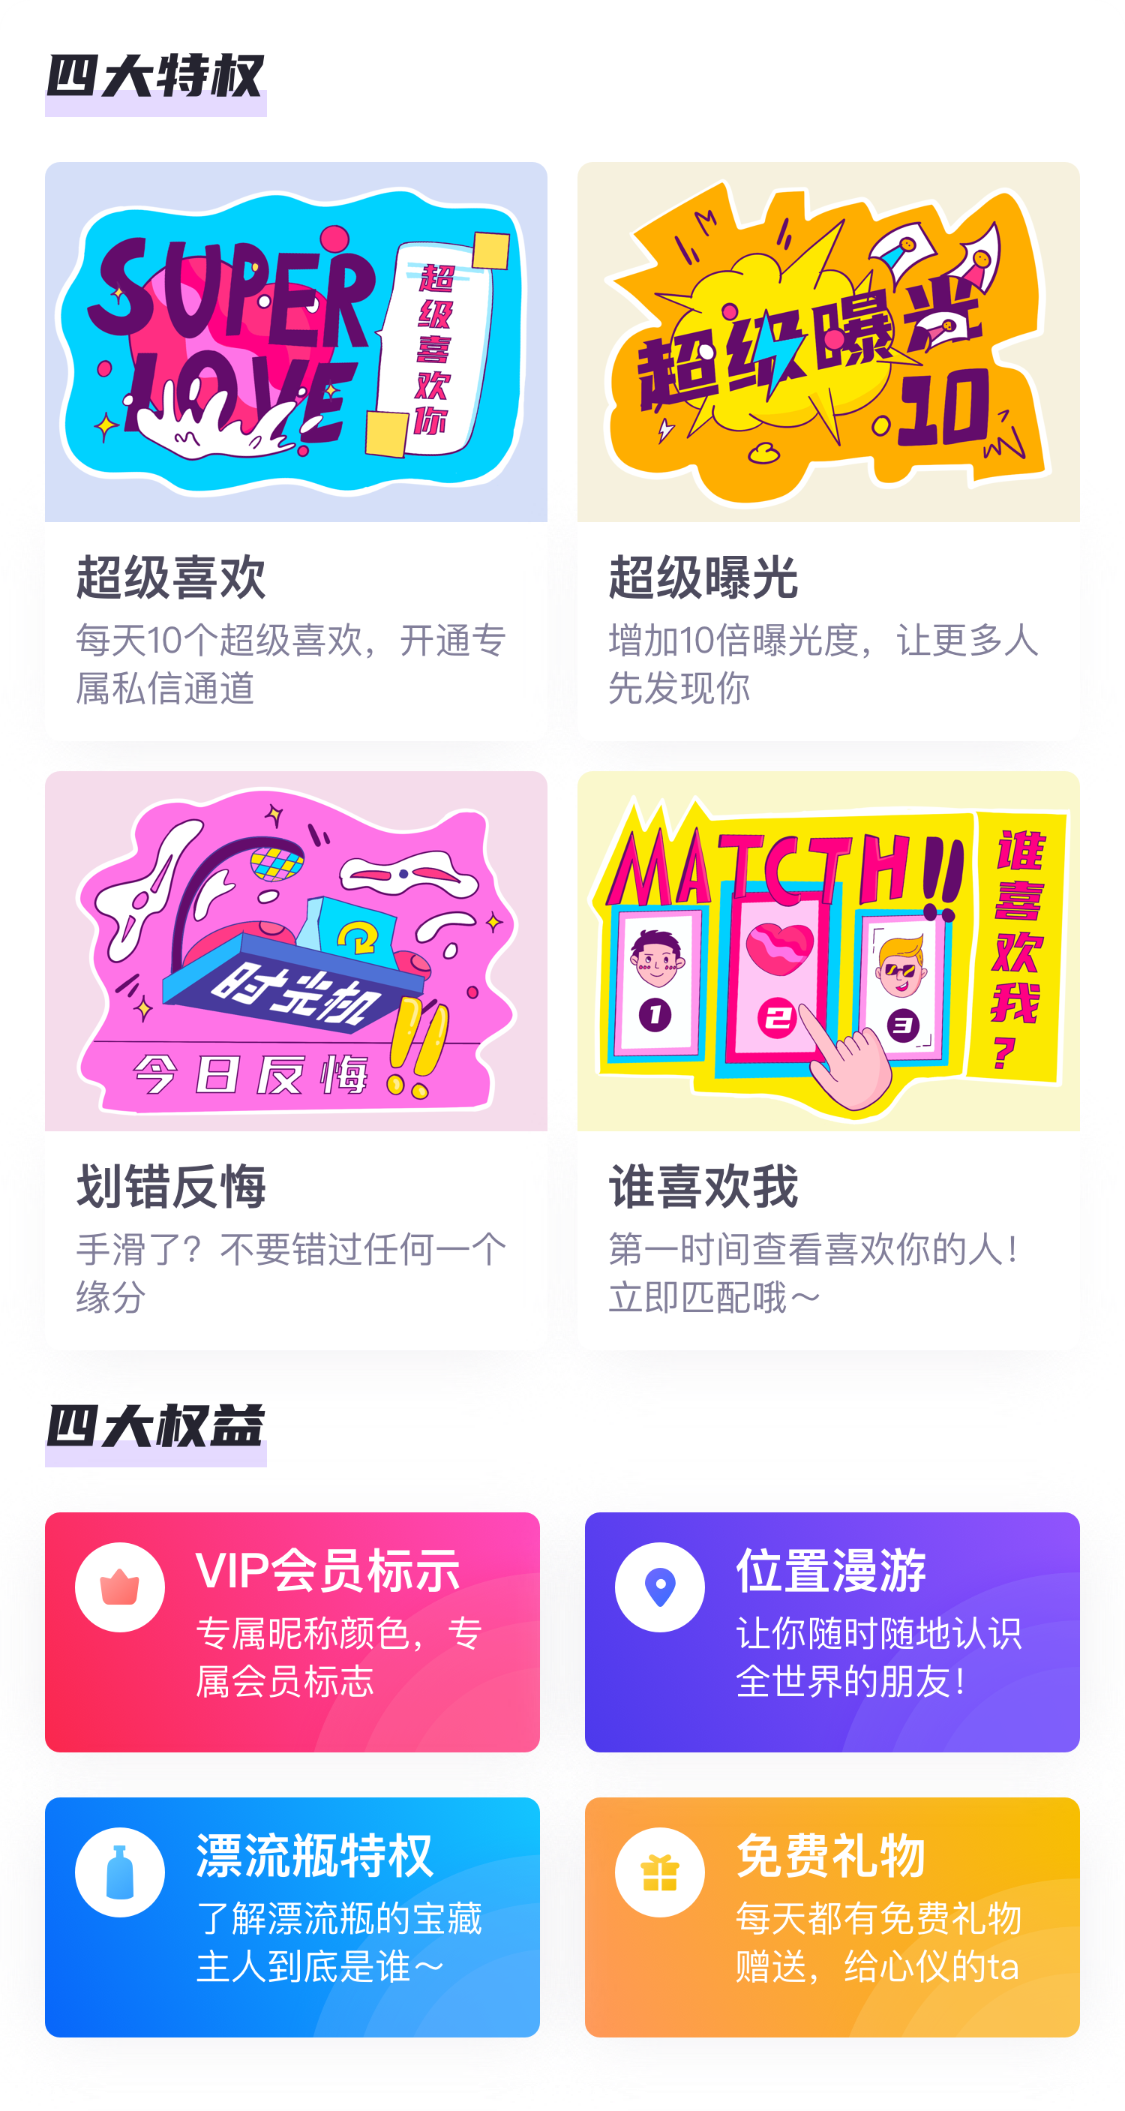 四大特权
SUPER
LOVE
超级喜欢你
超级曝光
10
超级喜欢
每天10个超级喜欢，开通专
属私信通道
超级曝光
增加10倍曝光度，让更多人
先发现你
时光机
今日反悔!!
MATCTH!!
1
2
3
谁喜欢我?
划错反悔
手滑了？不要错过任何一个
缘分
谁喜欢我
第一时间查看喜欢你的人！
立即匹配哦～
四大权益
VIP会员标示
专属昵称颜色，专
属会员标志
位置漫游
让你随时随地认识
全世界的朋友！
漂流瓶特权
了解漂流瓶的宝藏
主人到底是谁～
免费礼物
每天都有免费礼物
赠送，给心仪的ta